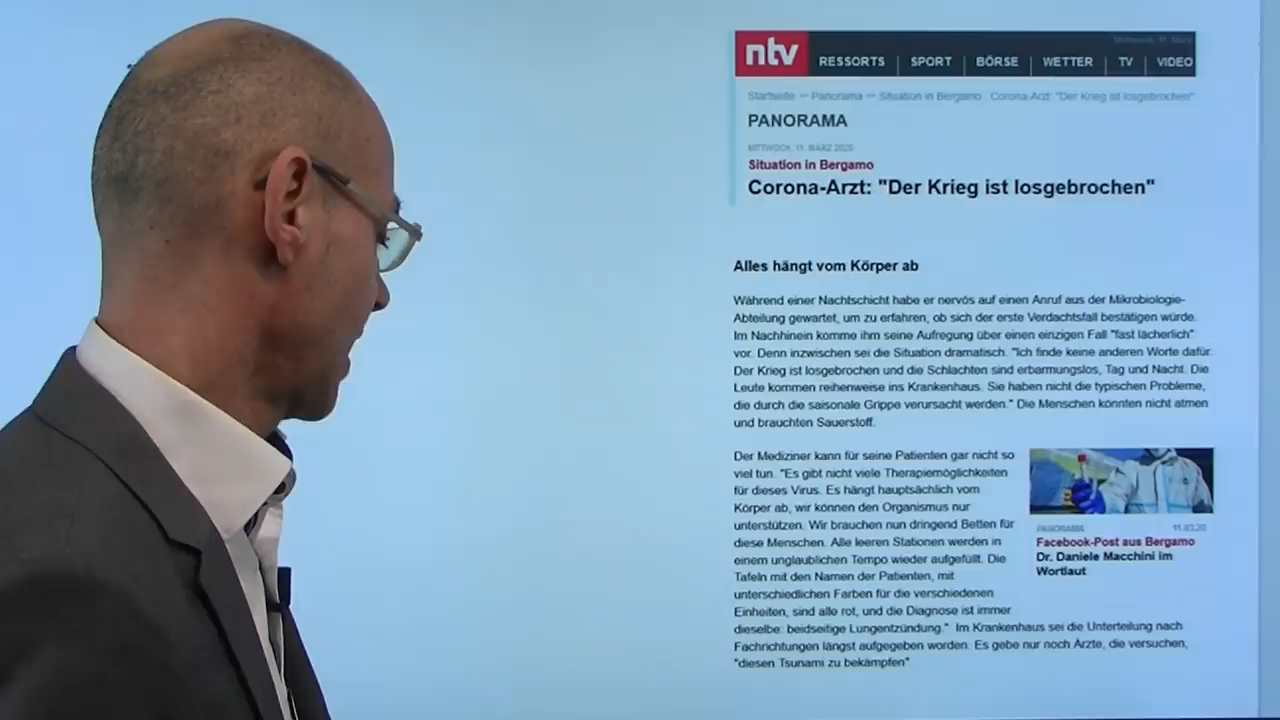 Mittwoch, 11. März
ntv
RESSORTS SPORT BÖRSE WETTER TV VIDEO
Startseite >> Panorama >> Situation in Bergamo : Corona-Arzt: "Der Krieg ist losgebrochen"
PANORAMA
MITTWOCH, 11. MÄRZ 2020
Situation in Bergamo
Corona-Arzt: "Der Krieg ist losgebrochen"
Alles hängt vom Körper ab
Während einer Nachtschicht habe er nervös auf einen Anruf aus der Mikrobiologie-
Abteilung gewartet, um zu erfahren, ob sich der erste Verdachtsfall bestätigen würde.
Im Nachhinein komme ihm seine Aufregung über einen einzigen Fall "fast lächerlich"
vor. Denn inzwischen sei die Situation dramatisch. "Ich finde keine anderen Worte dafür.
Der Krieg ist losgebrochen und die Schlachten sind erbarmungslos, Tag und Nacht. Die
Leute kommen reihenweise ins Krankenhaus. Sie haben nicht die typischen Probleme,
die durch die saisonale Grippe verursacht werden." Die Menschen könnten nicht atmen
und brauchten Sauerstoff.
Der Mediziner kann für seine Patienten gar nicht so
viel tun. "Es gibt nicht viele Therapiemöglichkeiten
für dieses Virus. Es hängt hauptsächlich vom
Körper ab, wir können den Organismus nur
unterstützen. Wir brauchen nun dringend Betten für
diese Menschen. Alle leeren Stationen werden in
einem unglaublichen Tempo wieder aufgefüllt. Die
Tafeln mit den Namen der Patienten, mit
unterschiedlichen Farben für die verschiedenen
Einheiten, sind alle rot, und die Diagnose ist immer
dieselbe: beidseitige Lungentzündung." Im Krankenhaus sei die Unterteilung nach
Fachrichtungen längst aufgegeben worden. Es gebe nur noch Ärzte, die versuchen,
"diesen Tsunami zu bekämpfen"
PANORAMA 11.03.20
Facebook-Post aus Bergamo
Dr. Daniele Macchini im
Wortlaut